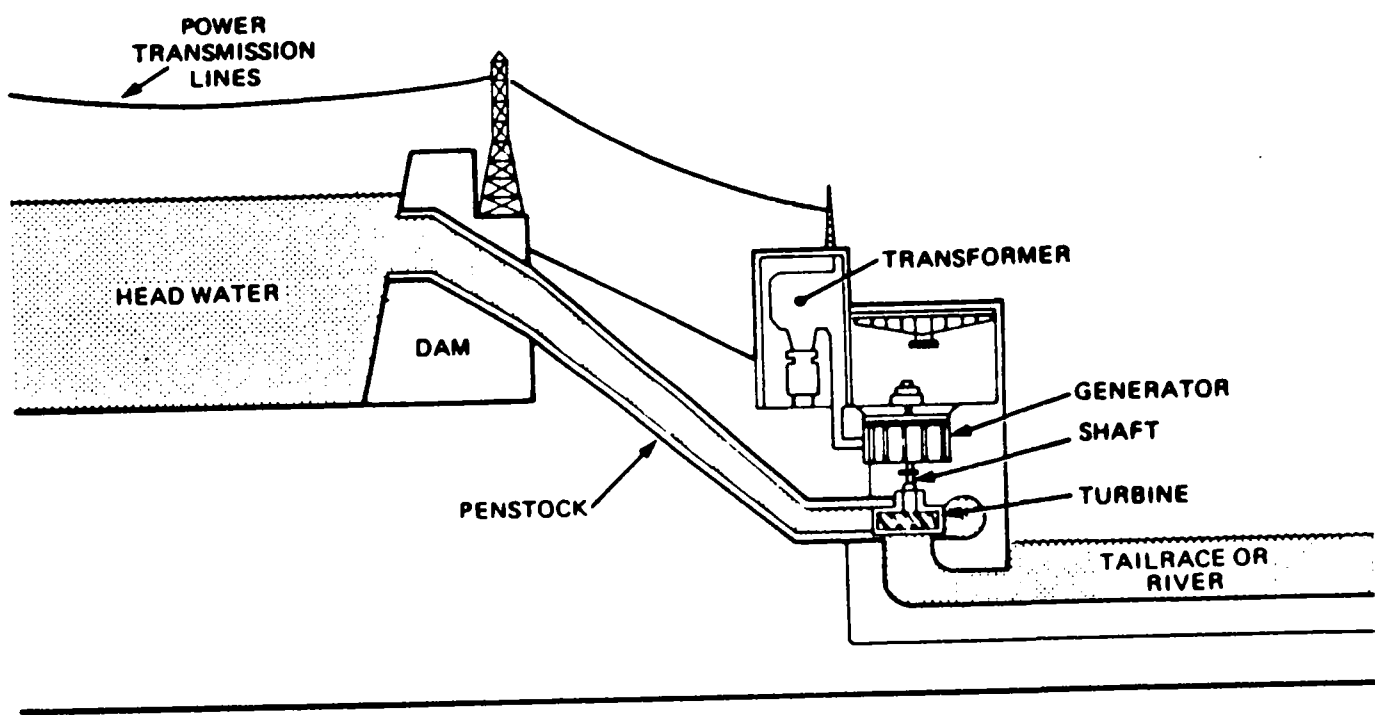 POWER
TRANSMISSION
LINES
TRANSFORMER
HEAD WATER
DAM
GENERATOR
SHAFT
PENSTOCK
TURBINE
TAILRACE OR
RIVER